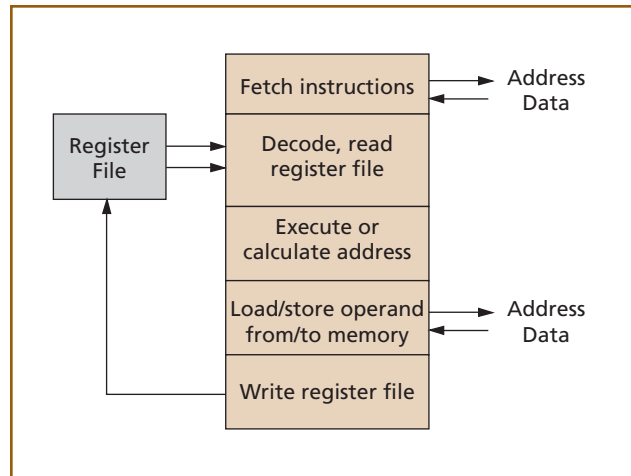 Fetch instructions
Address
Data
Register
File
Decode, read
register file
Execute or
calculate address
Load/store operand
from/to memory
Address
Data
Write register file